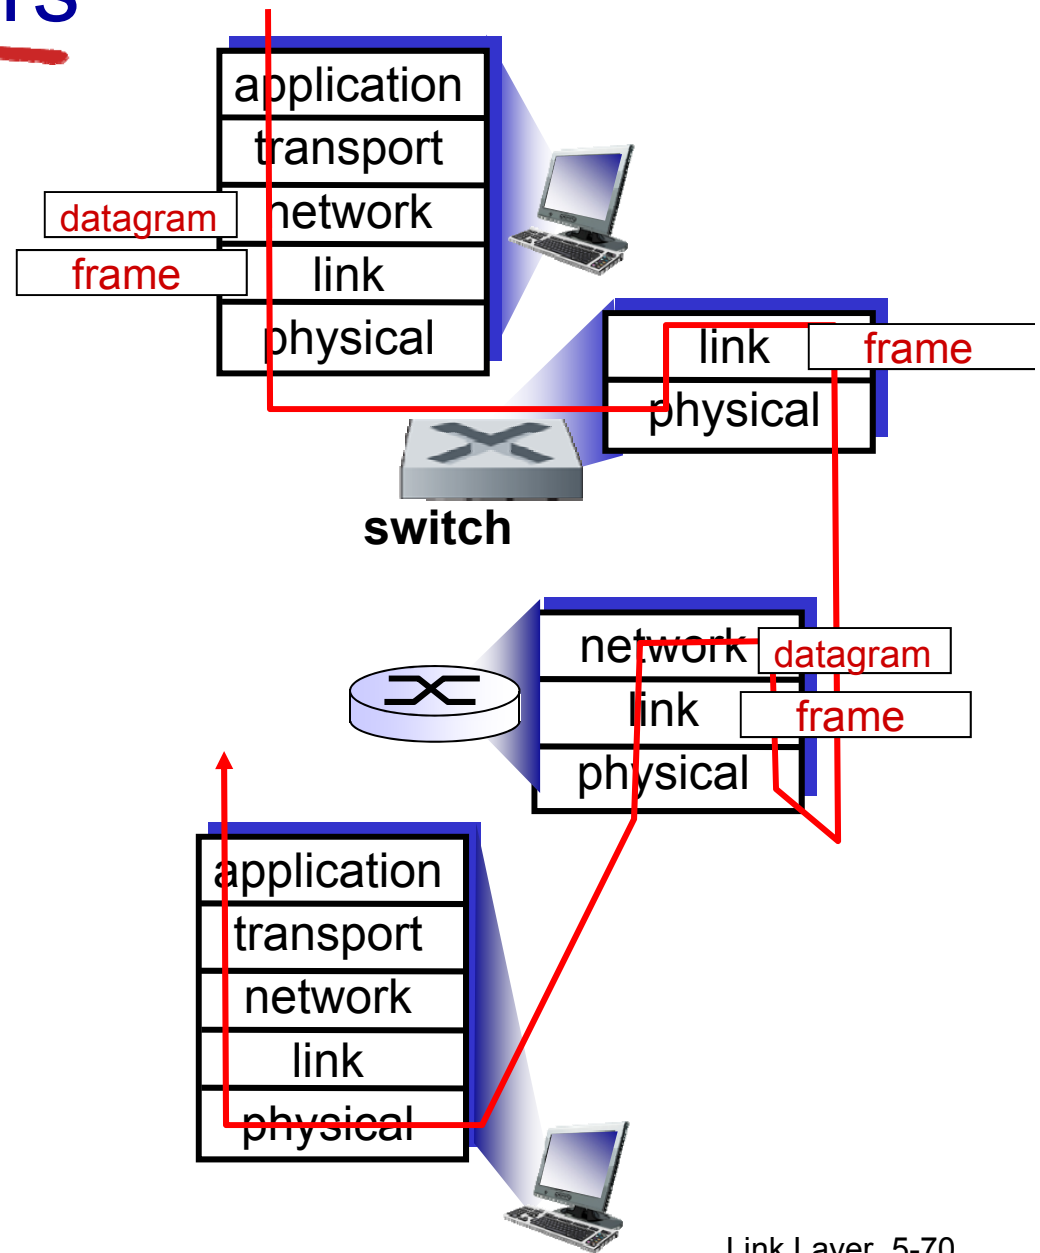 application
transport
datagram
network
frame
link
physical
link
frame
physical
switch
network
datagram
link
frame
physical
application
transport
network
link
physical
Link Layer 5-70